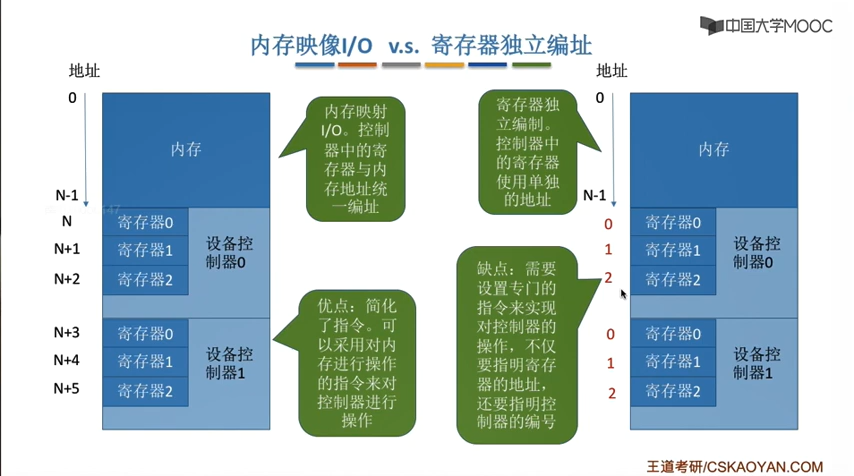 中国大学MOOC
内存映像I/O v.s. 寄存器独立编址
地址
0
内存
N-1
N
寄存器0
N+1
寄存器1
N+2
寄存器2
设备控
制器0
N+3
寄存器0
N+4
寄存器1
N+5
寄存器2
设备控
制器1
内存映射
I/O。控制
器中的寄
存器与内
存地址统
一编址
优点：简化
了指令。可
以采用对内
存进行操作
的指令来对
控制器进行
操作
寄存器独
立编制。
控制器中
的寄存器
使用单独
的地址
缺点：需要
设置专门的
指令来实现
对控制器的
操作，不仅
要指明寄存
器的地址，
还要指明控
制器的编号
地址
0
内存
N-1
0
寄存器0
1
寄存器1
2
寄存器2
设备控
制器0
0
寄存器0
1
寄存器1
2
寄存器2
设备控
制器1
王道考研/CSKAOYAN.COM